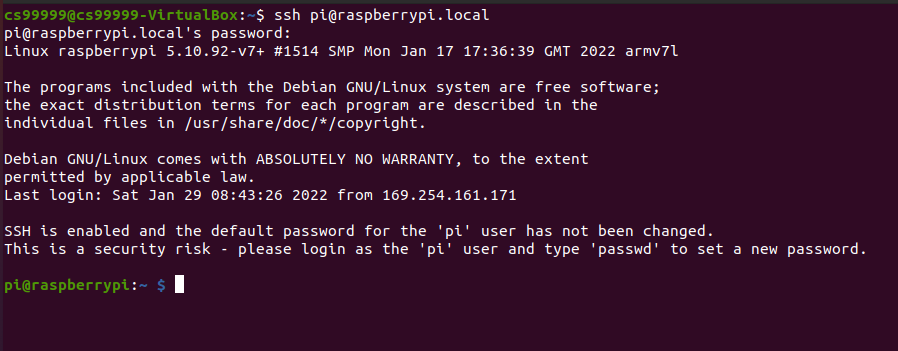 cs99999@cs99999-VirtualBox:~$ ssh pi@raspberrypi.local
pi@raspberrypi.local's password:
Linux raspberrypi 5.10.92-v7+ #1514 SMP Mon Jan 17 17:36:39 GMT 2022 armv7l
The programs included with the Debian GNU/Linux system are free software;
the exact distribution terms for each program are described in the
individual files in /usr/share/doc/*/copyright.
Debian GNU/Linux comes with ABSOLUTELY NO WARRANTY, to the extent
permitted by applicable law.
Last login: Sat Jan 29 08:43:26 2022 from 169.254.161.171
SSH is enabled and the default password for the 'pi' user has not been changed.
This is a security risk - please login as the 'pi' user and type 'passwd' to set a new password.
pi@raspberrypi:~ $